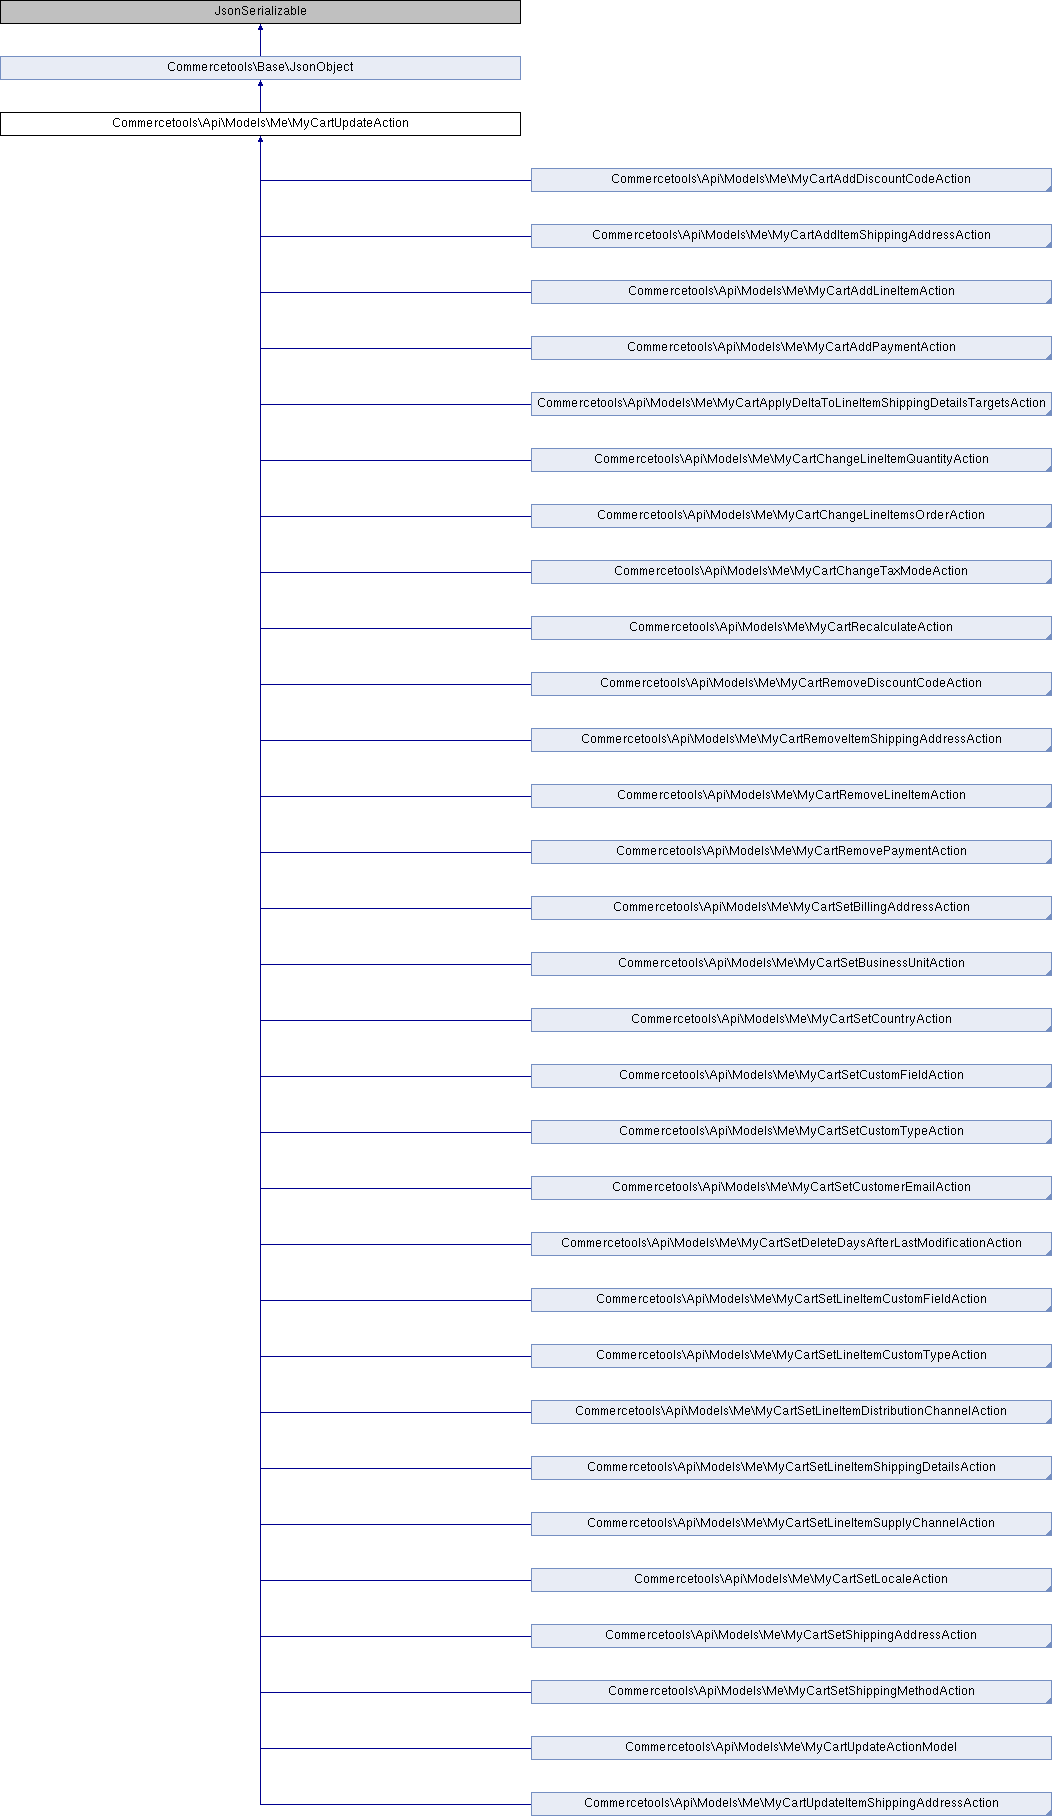 JsonSerializable
Commercetools\Base\JsonObject
Commercetools\Api\Models\Me\MyCartUpdateAction
Commercetools\Api\Models\Me\MyCartAddDiscountCodeAction
Commercetools\Api\Models\Me\MyCartAddItemShippingAddressAction
Commercetools\Api\Models\Me\MyCartAddLineItemAction
Commercetools\Api\Models\Me\MyCartAddPaymentAction
Commercetools\Api\Models\Me\MyCartApplyDeltaToLineItemShippingDetailsTargetsAction
Commercetools\Api\Models\Me\MyCartChangeLineItemQuantityAction
Commercetools\Api\Models\Me\MyCartChangeLineItemsOrderAction
Commercetools\Api\Models\Me\MyCartChangeTaxModeAction
Commercetools\Api\Models\Me\MyCartRecalculateAction
Commercetools\Api\Models\Me\MyCartRemoveDiscountCodeAction
Commercetools\Api\Models\Me\MyCartRemoveItemShippingAddressAction
Commercetools\Api\Models\Me\MyCartRemoveLineItemAction
Commercetools\Api\Models\Me\MyCartRemovePaymentAction
Commercetools\Api\Models\Me\MyCartSetBillingAddressAction
Commercetools\Api\Models\Me\MyCartSetBusinessUnitAction
Commercetools\Api\Models\Me\MyCartSetCountryAction
Commercetools\Api\Models\Me\MyCartSetCustomFieldAction
Commercetools\Api\Models\Me\MyCartSetCustomTypeAction
Commercetools\Api\Models\Me\MyCartSetCustomerEmailAction
Commercetools\Api\Models\Me\MyCartSetDeleteDaysAfterLastModificationAction
Commercetools\Api\Models\Me\MyCartSetLineItemCustomFieldAction
Commercetools\Api\Models\Me\MyCartSetLineItemCustomTypeAction
Commercetools\Api\Models\Me\MyCartSetLineItemDistributionChannelAction
Commercetools\Api\Models\Me\MyCartSetLineItemShippingDetailsAction
Commercetools\Api\Models\Me\MyCartSetLineItemSupplyChannelAction
Commercetools\Api\Models\Me\MyCartSetLocaleAction
Commercetools\Api\Models\Me\MyCartSetShippingAddressAction
Commercetools\Api\Models\Me\MyCartSetShippingMethodAction
Commercetools\Api\Models\Me\MyCartUpdateActionModel
Commercetools\Api\Models\Me\MyCartUpdateItemShippingAddressAction